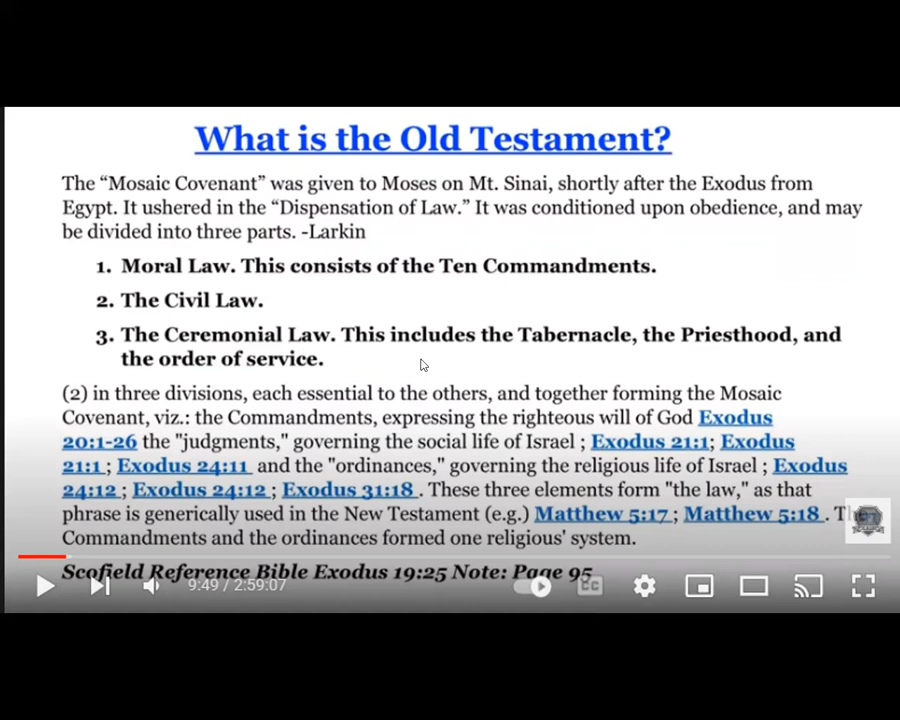 What is the Old Testament?
The “Mosaic Covenant” was given to Moses on Mt. Sinai, shortly after the Exodus from
Egypt. It ushered in the “Dispensation of Law.” It was conditioned upon obedience, and may
be divided into three parts. -Larkin
1. Moral Law. This consists of the Ten Commandments.
2. The Civil Law.
3. The Ceremonial Law. This includes the Tabernacle, the Priesthood, and
the order of service.
(2) in three divisions, each essential to the others, and together forming the Mosaic
Covenant, viz.: the Commandments, expressing the righteous will of God Exodus
20:1-26 the "judgments," governing the social life of Israel ; Exodus 21:1; Exodus
21:1 ; Exodus 24:11 and the "ordinances," governing the religious life of Israel ; Exodus
24:12 ; Exodus 24:12 ; Exodus 31:18 . These three elements form "the law," as that
phrase is generically used in the New Testament (e.g.) Matthew 5:17 ; Matthew 5:18 . The
Commandments and the ordinances formed one religious' system.
Scofield Reference Bible Exodus 19:25 Note: Page 95
9:49 / 2:59:07
CC